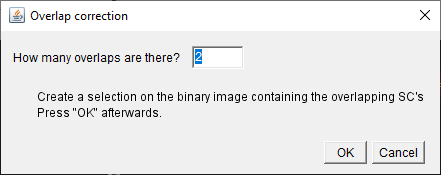 Overlap correction
How many overlaps are there? 2
Create a selection on the binary image containing the overlapping SC's
Press "OK" afterwards.
OK Cancel